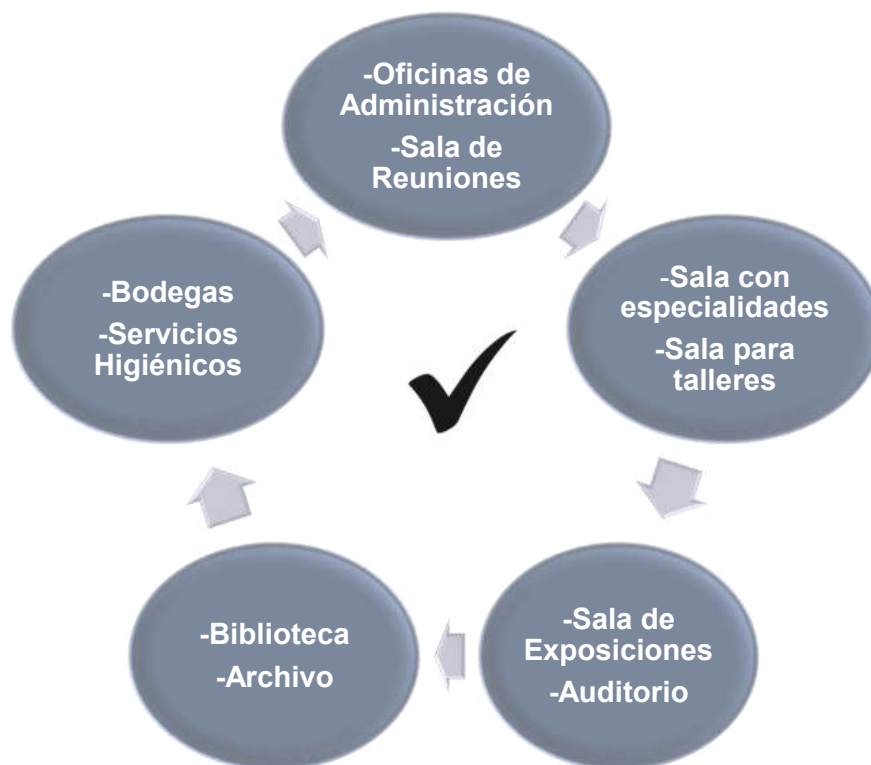 -Oficinas de
Administración
-Sala de
Reuniones
-Sala con
especialidades
-Sala para
talleres
-Sala de
Exposiciones
-Auditorio
-Biblioteca
-Archivo
-Bodegas
-Servicios
Higiénicos